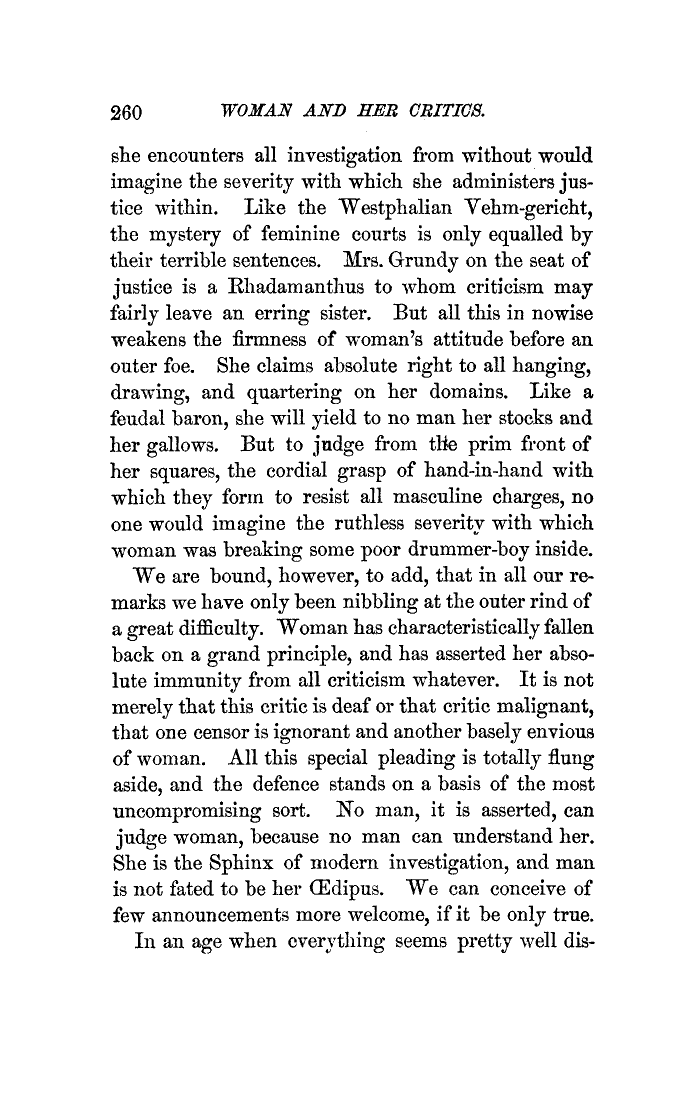 260 WOMAN AND HER CRITICS.
she encounters all investigation from without would
imagine the severity with which she administers jus-
tice within. Like the Westphalian Vehm-gericht,
the mystery of feminine courts is only equalled by
their terrible sentences. Mrs. Grundy on the seat of
justice is a Rhadamanthus to whom criticism may
fairly leave an erring sister. But all this in nowise
weakens the firmness of woman's attitude before an
outer foe. She claims absolute right to all hanging,
drawing, and quartering on her domains. Like a
feudal baron, she will yield to no man her stocks and
her gallows. But to judge from the prim front of
her squares, the cordial grasp of hand-in-hand with
which they form to resist all masculine charges, no
one would imagine the ruthless severity with which
woman was breaking some poor drummer-boy inside.
We are bound, however, to add, that in all our re-
marks we have only been nibbling at the outer rind of
a great difficulty. Woman has characteristically fallen
back on a grand principle, and has asserted her abso-
lute immunity from all criticism whatever. It is not
merely that this critic is deaf or that critic malignant,
that one censor is ignorant and another basely envious
of woman. All this special pleading is totally flung
aside, and the defence stands on a basis of the most
uncompromising sort. No man, it is asserted, can
judge woman, because no man can understand her.
She is the Sphinx of modern investigation, and man
is not fated to be her Œdipus. We can conceive of
few announcements more welcome, if it be only true.
In an age when everything seems pretty well dis-